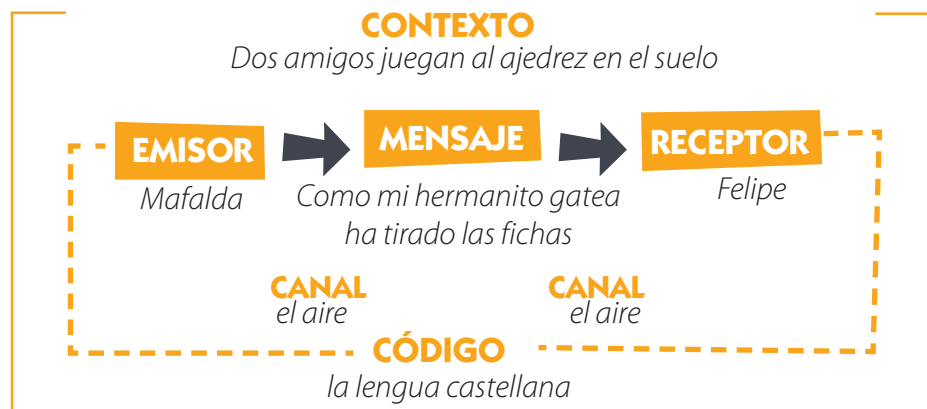 CONTEXTO
Dos amigos juegan al ajedrez en el suelo
EMISOR
Mafalda
MENSAJE
Como mi hermanito gatea
ha tirado las fichas
RECEPTOR
Felipe
CANAL
el aire
CANAL
el aire
CÓDIGO
la lengua castellana